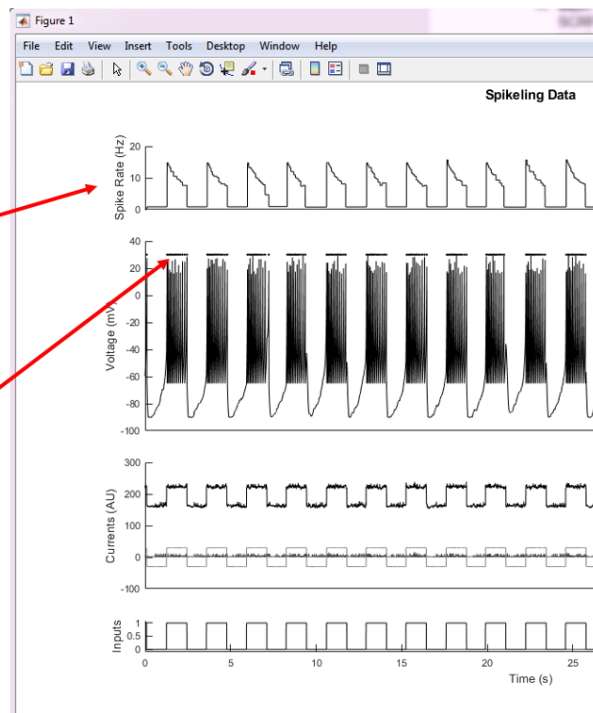 SCRI
Figure 1
File Edit View Insert Tools Desktop Window Help
Spikeling Data
Spike Rate (Hz)
20
10
0
Voltage (mV)
40
20
0
-20
-40
-60
-80
-100
Currents (AU)
300
200
100
0
-100
Inputs
1
0.5
0
0 5 10 15 20 25
Time (s)